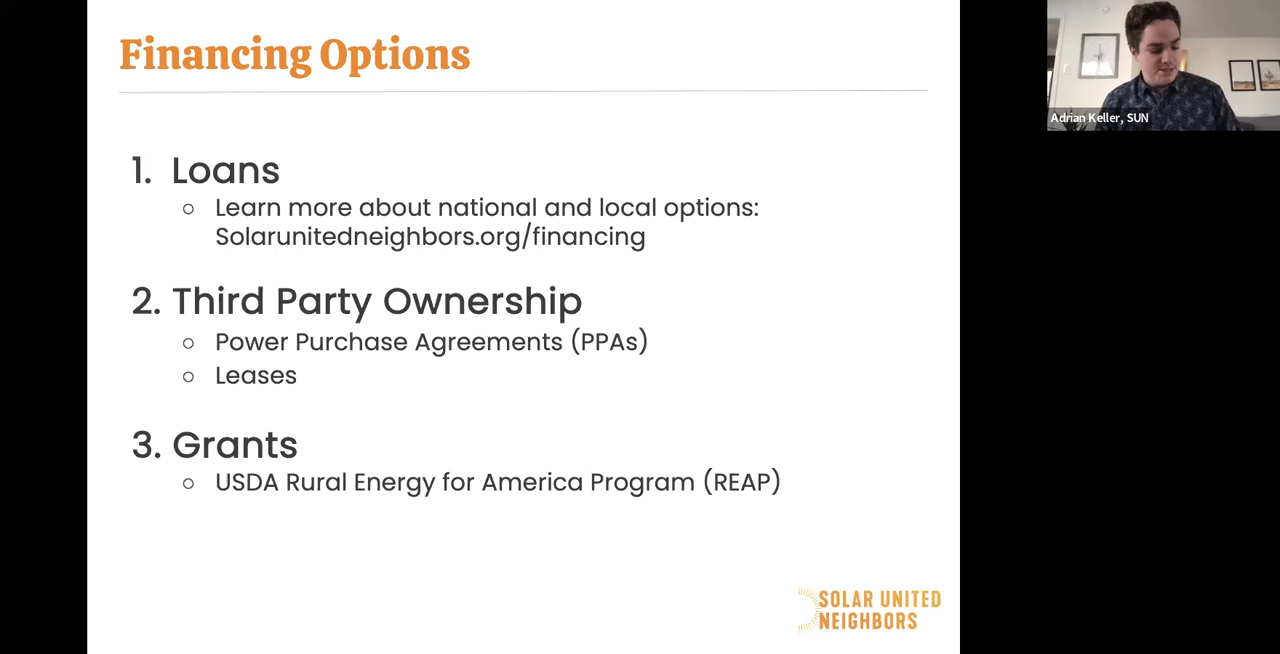 Financing Options
1. Loans
○ Learn more about national and local options:
Solarunitedneighbors.org/financing
2. Third Party Ownership
○ Power Purchase Agreements (PPAs)
○ Leases
3. Grants
○ USDA Rural Energy for America Program (REAP)
SOLAR UNITED
NEIGHBORS
Adrian Keller, SUN